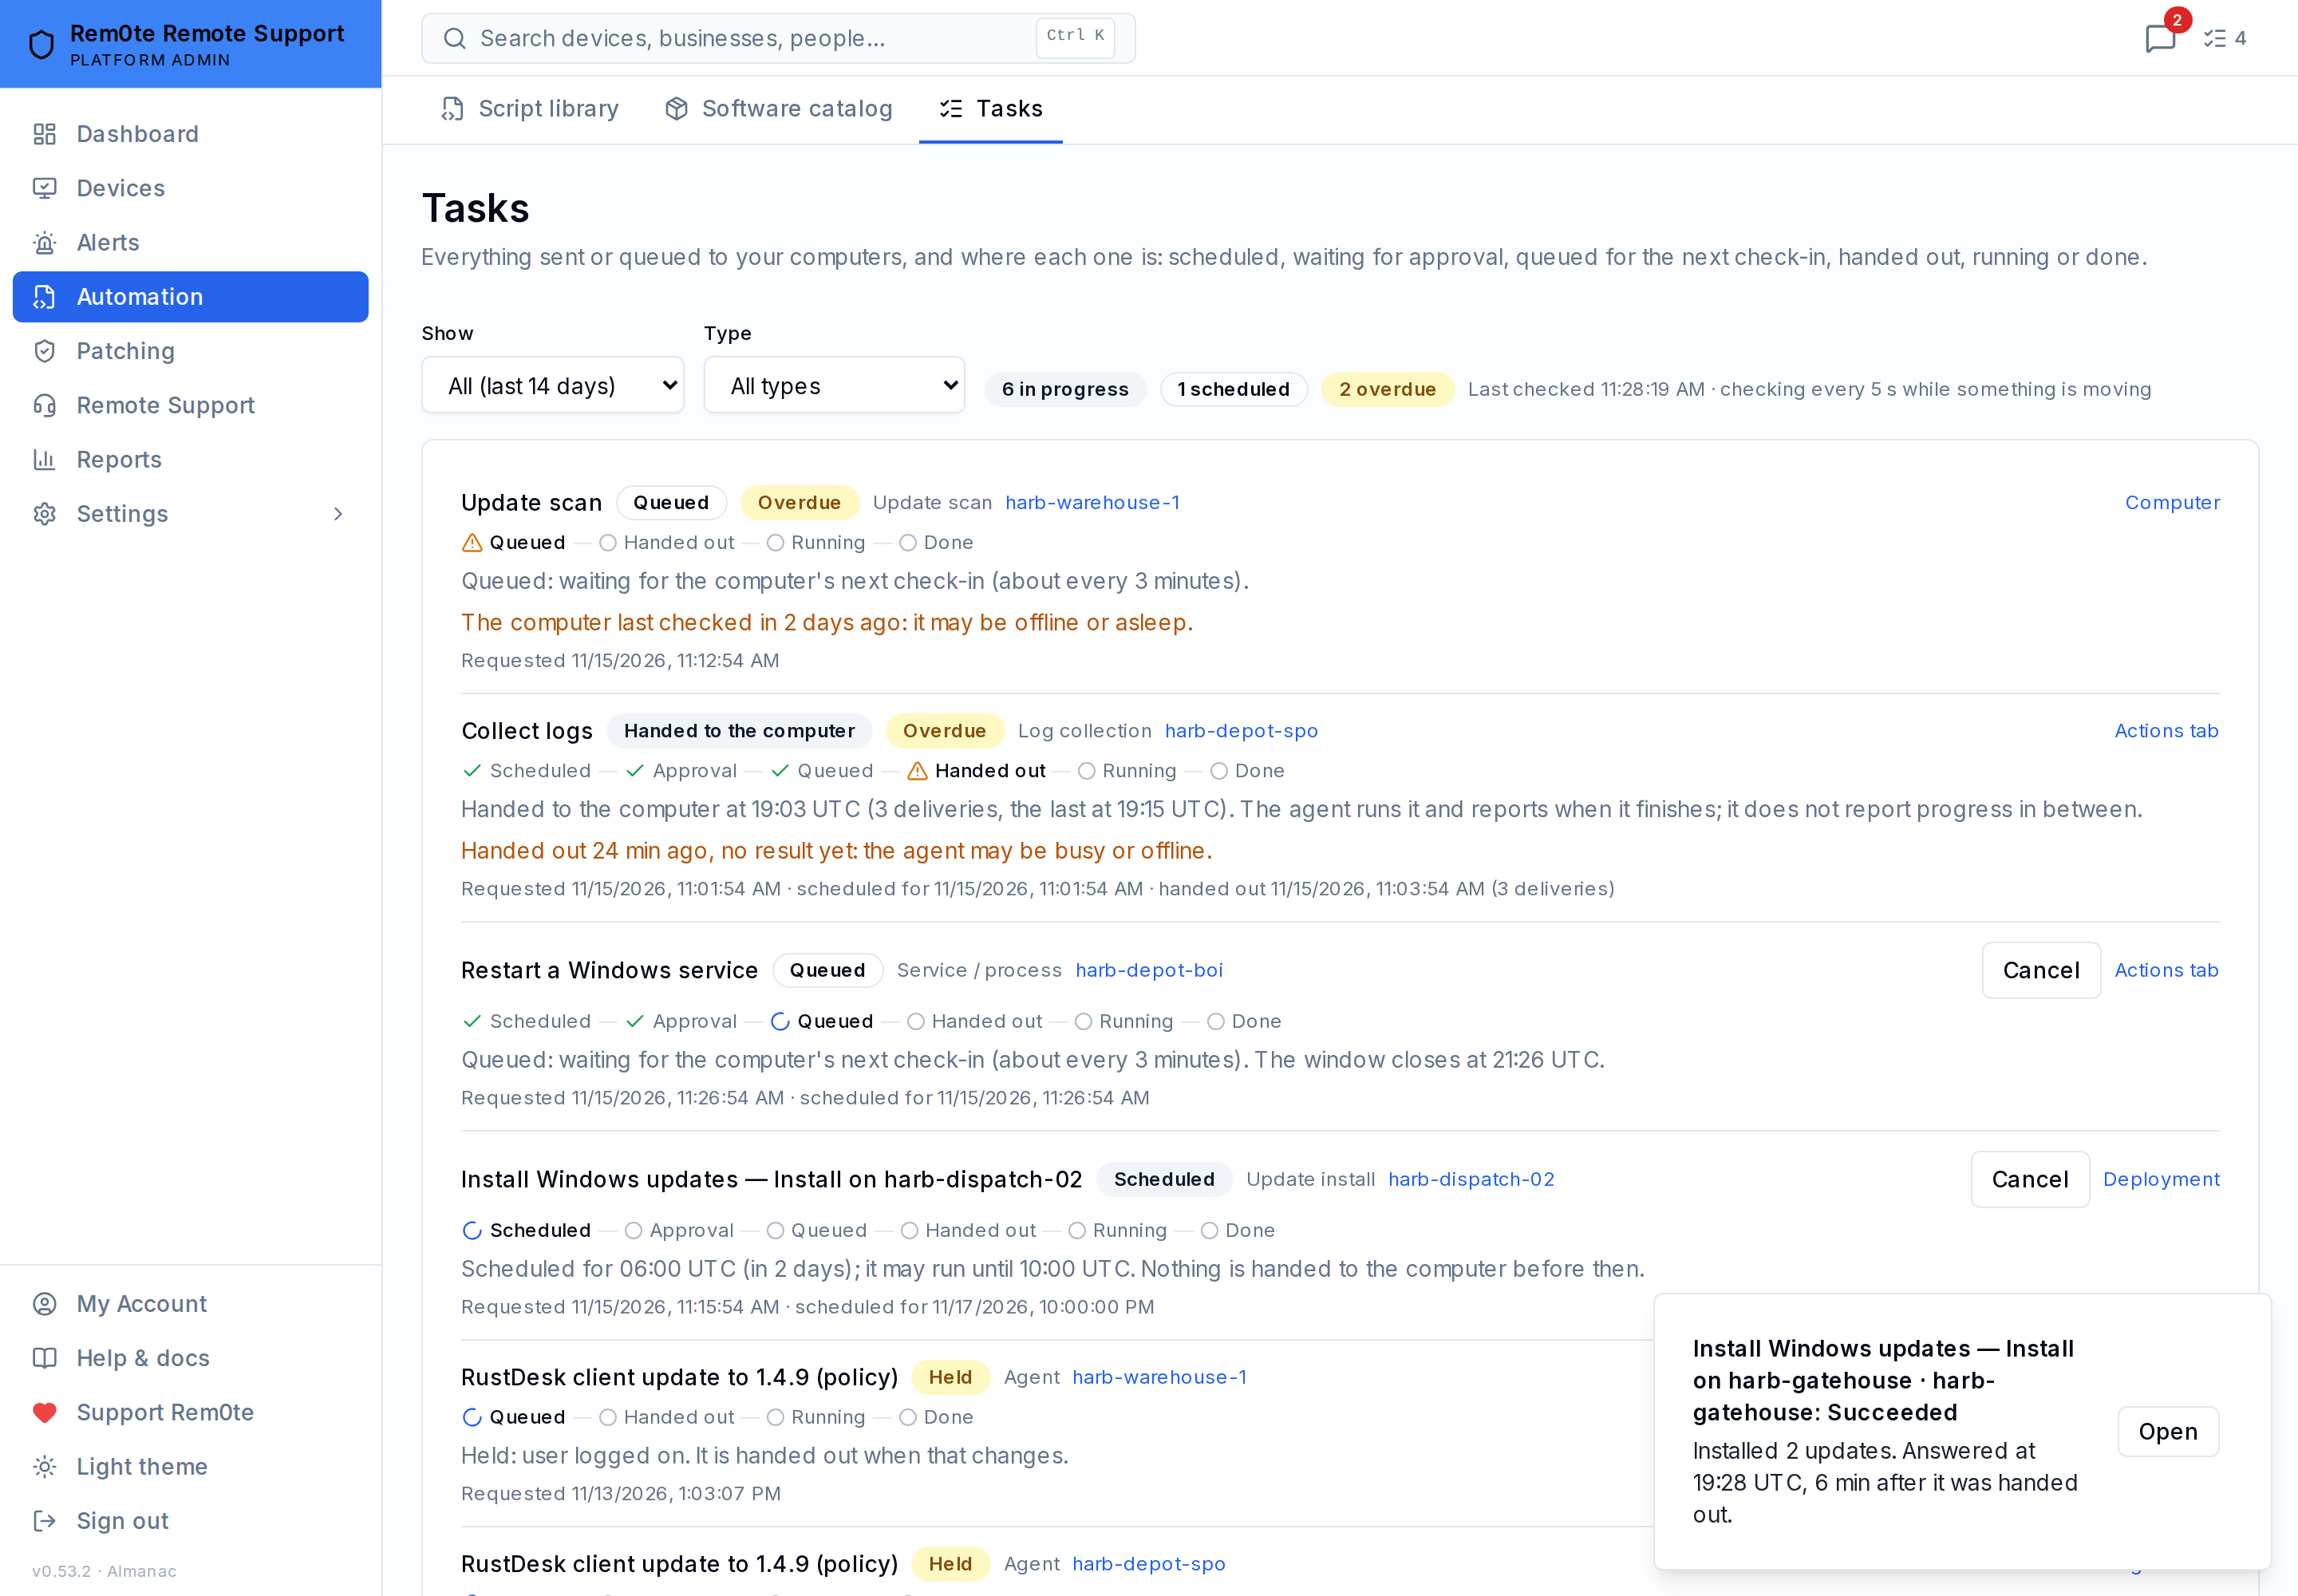 Rem0te Remote Support
PLATFORM ADMIN
Search devices, businesses, people...
Ctrl K
2
4
Dashboard
Devices
Alerts
Automation
Patching
Remote Support
Reports
Settings
Script library
Software catalog
Tasks
Tasks
Everything sent or queued to your computers, and where each one is: scheduled, waiting for approval, queued for the next check-in, handed out, running or done.
Show
Type
All (last 14 days)
All types
6 in progress
1 scheduled
2 overdue
Last checked 11:28:19 AM · checking every 5 s while something is moving
Update scan Queued Overdue Update scan harb-warehouse-1 Computer
Queued Handed out Running Done
Queued: waiting for the computer's next check-in (about every 3 minutes).
The computer last checked in 2 days ago: it may be offline or asleep.
Requested 11/15/2026, 11:12:54 AM
Collect logs Handed to the computer Overdue Log collection harb-depot-spo Actions tab
Scheduled Approval Queued Handed out Running Done
Handed to the computer at 19:03 UTC (3 deliveries, the last at 19:15 UTC). The agent runs it and reports when it finishes; it does not report progress in between.
Handed out 24 min ago, no result yet: the agent may be busy or offline.
Requested 11/15/2026, 11:01:54 AM · scheduled for 11/15/2026, 11:01:54 AM · handed out 11/15/2026, 11:03:54 AM (3 deliveries)
Restart a Windows service Queued Service / process harb-depot-boi Cancel Actions tab
Scheduled Approval Queued Handed out Running Done
Queued: waiting for the computer's next check-in (about every 3 minutes). The window closes at 21:26 UTC.
Requested 11/15/2026, 11:26:54 AM · scheduled for 11/15/2026, 11:26:54 AM
Install Windows updates — Install on harb-dispatch-02 Scheduled Update install harb-dispatch-02 Cancel Deployment
Scheduled Approval Queued Handed out Running Done
Scheduled for 06:00 UTC (in 2 days); it may run until 10:00 UTC. Nothing is handed to the computer before then.
Requested 11/15/2026, 11:15:54 AM · scheduled for 11/17/2026, 10:00:00 PM
RustDesk client update to 1.4.9 (policy) Held Agent harb-warehouse-1
Queued Handed out Running Done
Held: user logged on. It is handed out when that changes.
Requested 11/13/2026, 1:03:07 PM
RustDesk client update to 1.4.9 (policy) Held Agent harb-depot-spo
Install Windows updates — Install
on harb-gatehouse · harb-
gatehouse: Succeeded
Installed 2 updates. Answered at
19:28 UTC, 6 min after it was handed
out.
Open
My Account
Help & docs
Support Rem0te
Light theme
Sign out
v0.53.2 · Almanac